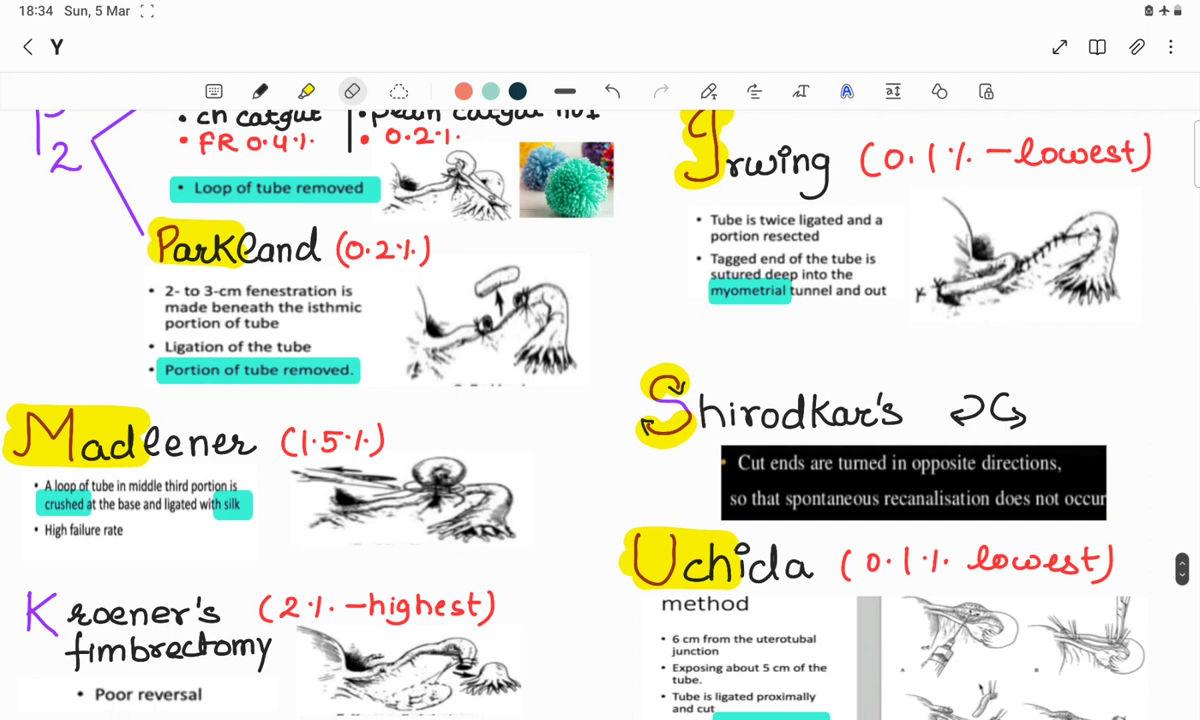 18:34 Sun, 5 Mar
Y
P
2
• ch catgut
• FR 0.4%.
• 0.2%.
• Loop of tube removed
Parkland (0.2%)
• 2- to 3-cm fenestration is
made beneath the isthmic
portion of tube
• Ligation of the tube
• Portion of tube removed.
Madlener (1.5%)
• A loop of tube in middle third portion is
crushed at the base and ligated with silk
• High failure rate
Kroener's (2%. -highest)
fimbrectomy
• Poor reversal
Irwing (0.1% -lowest)
• Tube is twice ligated and a
portion resected
• Tagged end of the tube is
sutured deep into the
myometrial tunnel and out
Shirodkar's
• Cut ends are turned in opposite directions,
so that spontaneous recanalisation does not occur
Uchida (0.1%. lowest)
method
• 6 cm from the uterotubal
junction
• Exposing about 5 cm of the
tube.
• Tube is ligated proximally
and cut